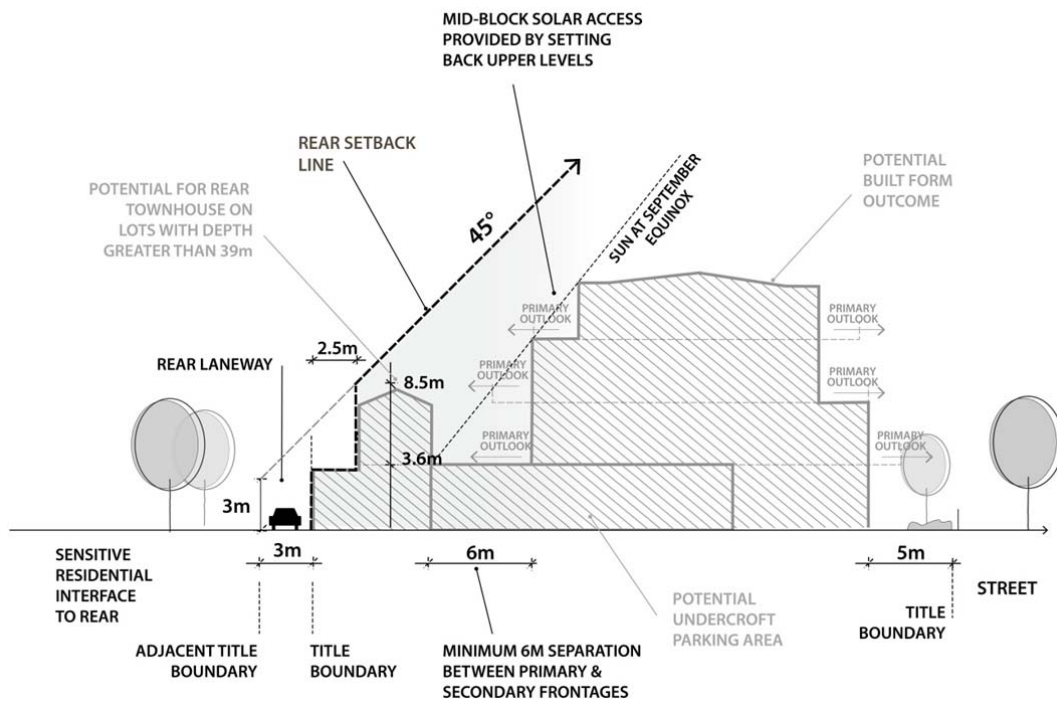 MID-BLOCK SOLAR ACCESS
PROVIDED BY SETTING
BACK UPPER LEVELS
REAR SETBACK
LINE
POTENTIAL FOR REAR
TOWNHOUSE ON
LOTS WITH DEPTH
GREATER THAN 39m
45°
SUN AT SEPTEMBER
EQUINOX
POTENTIAL
BUILT FORM
OUTCOME
PRIMARY
OUTLOOK
PRIMARY
OUTLOOK
2.5m
REAR LANEWAY
8.5m
PRIMARY
OUTLOOK
PRIMARY
OUTLOOK
3.6m
PRIMARY
OUTLOOK
PRIMARY
OUTLOOK
3m
3m
6m
5m
SENSITIVE
RESIDENTIAL
INTERFACE
TO REAR
STREET
POTENTIAL
UNDERCROFT
PARKING AREA
TITLE
BOUNDARY
ADJACENT TITLE
BOUNDARY
TITLE
BOUNDARY
MINIMUM 6M SEPARATION
BETWEEN PRIMARY &
SECONDARY FRONTAGES